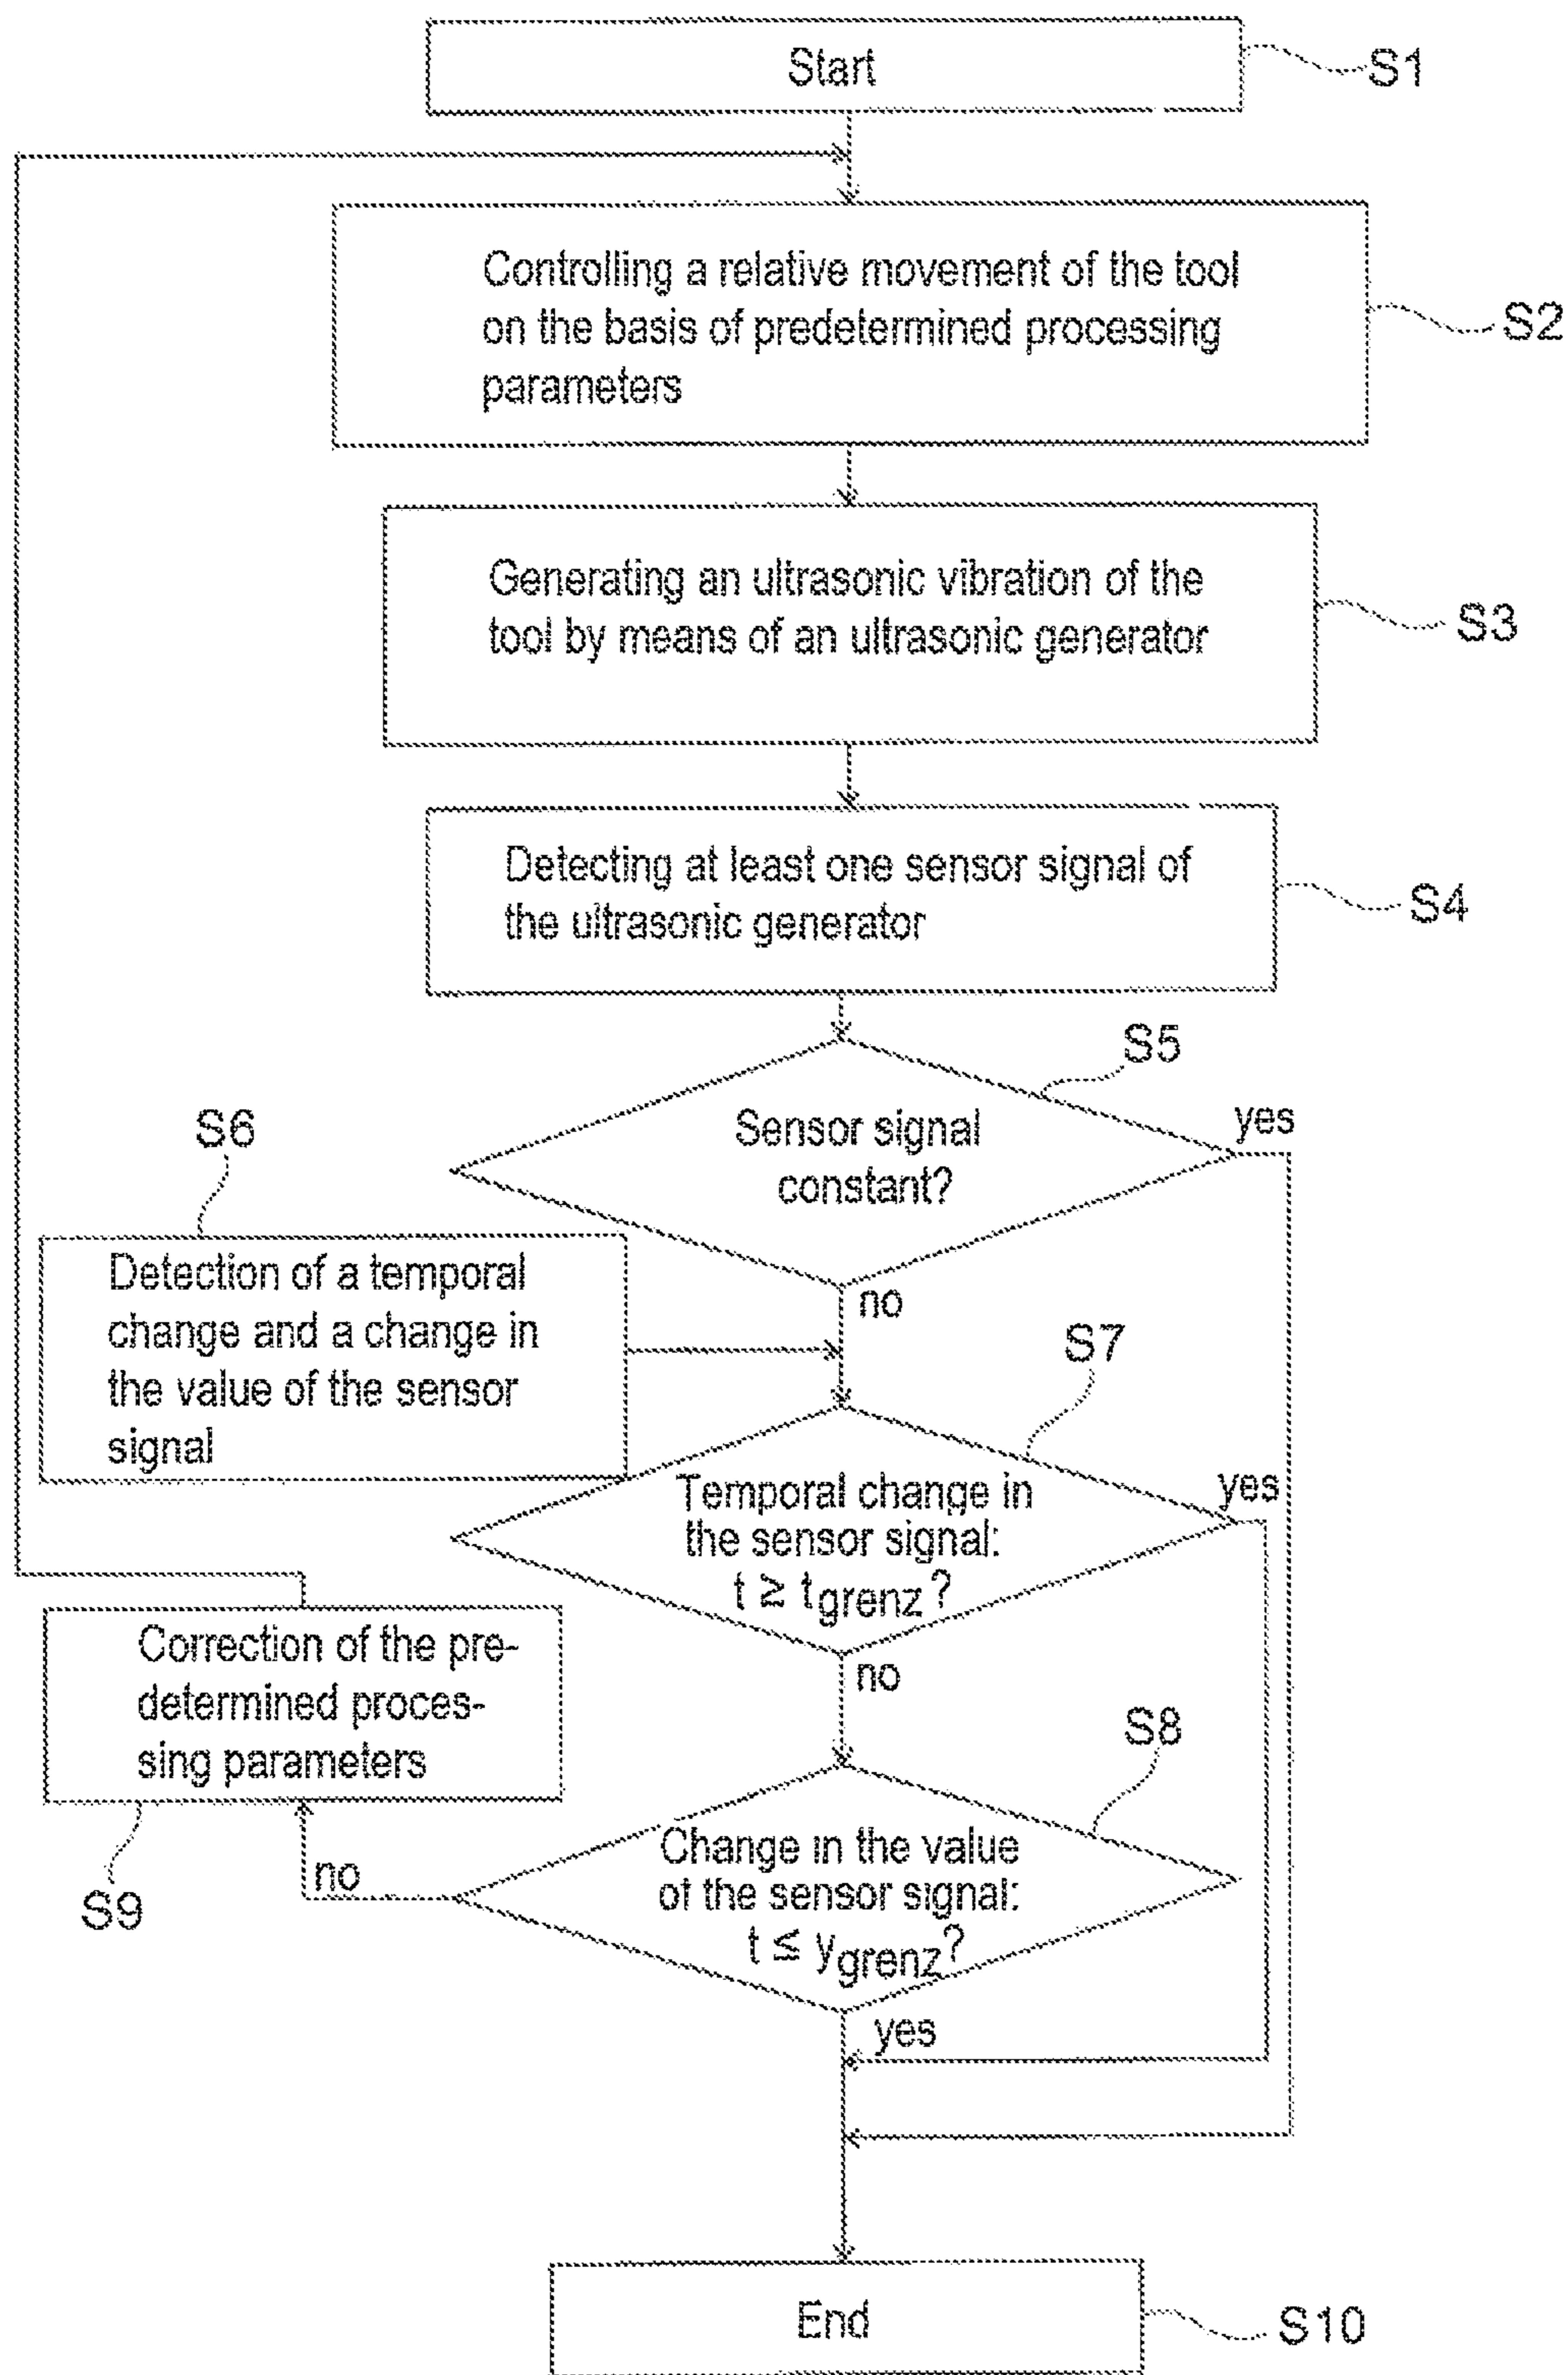 Start
S1
Controlling a relative movement of the tool
on the basis of predetermined processing
parameters
S2
Generating an ultrasonic vibration of the
tool by means of an ultrasonic generator
S3
Detecting at least one sensor signal of
the ultrasonic generator
S4
S5
Sensor signal
constant?
yes
no
S6
Detection of a temporal
change and a change in
the value of the sensor
signal
S7
Temporal change in
the sensor signal:
t ≥ tgrenz?
yes
no
S8
Change in the value
of the sensor signal:
t ≤ ygrenz?
no
yes
Correction of the pre-
determined proces-
sing parameters
S9
End
S10